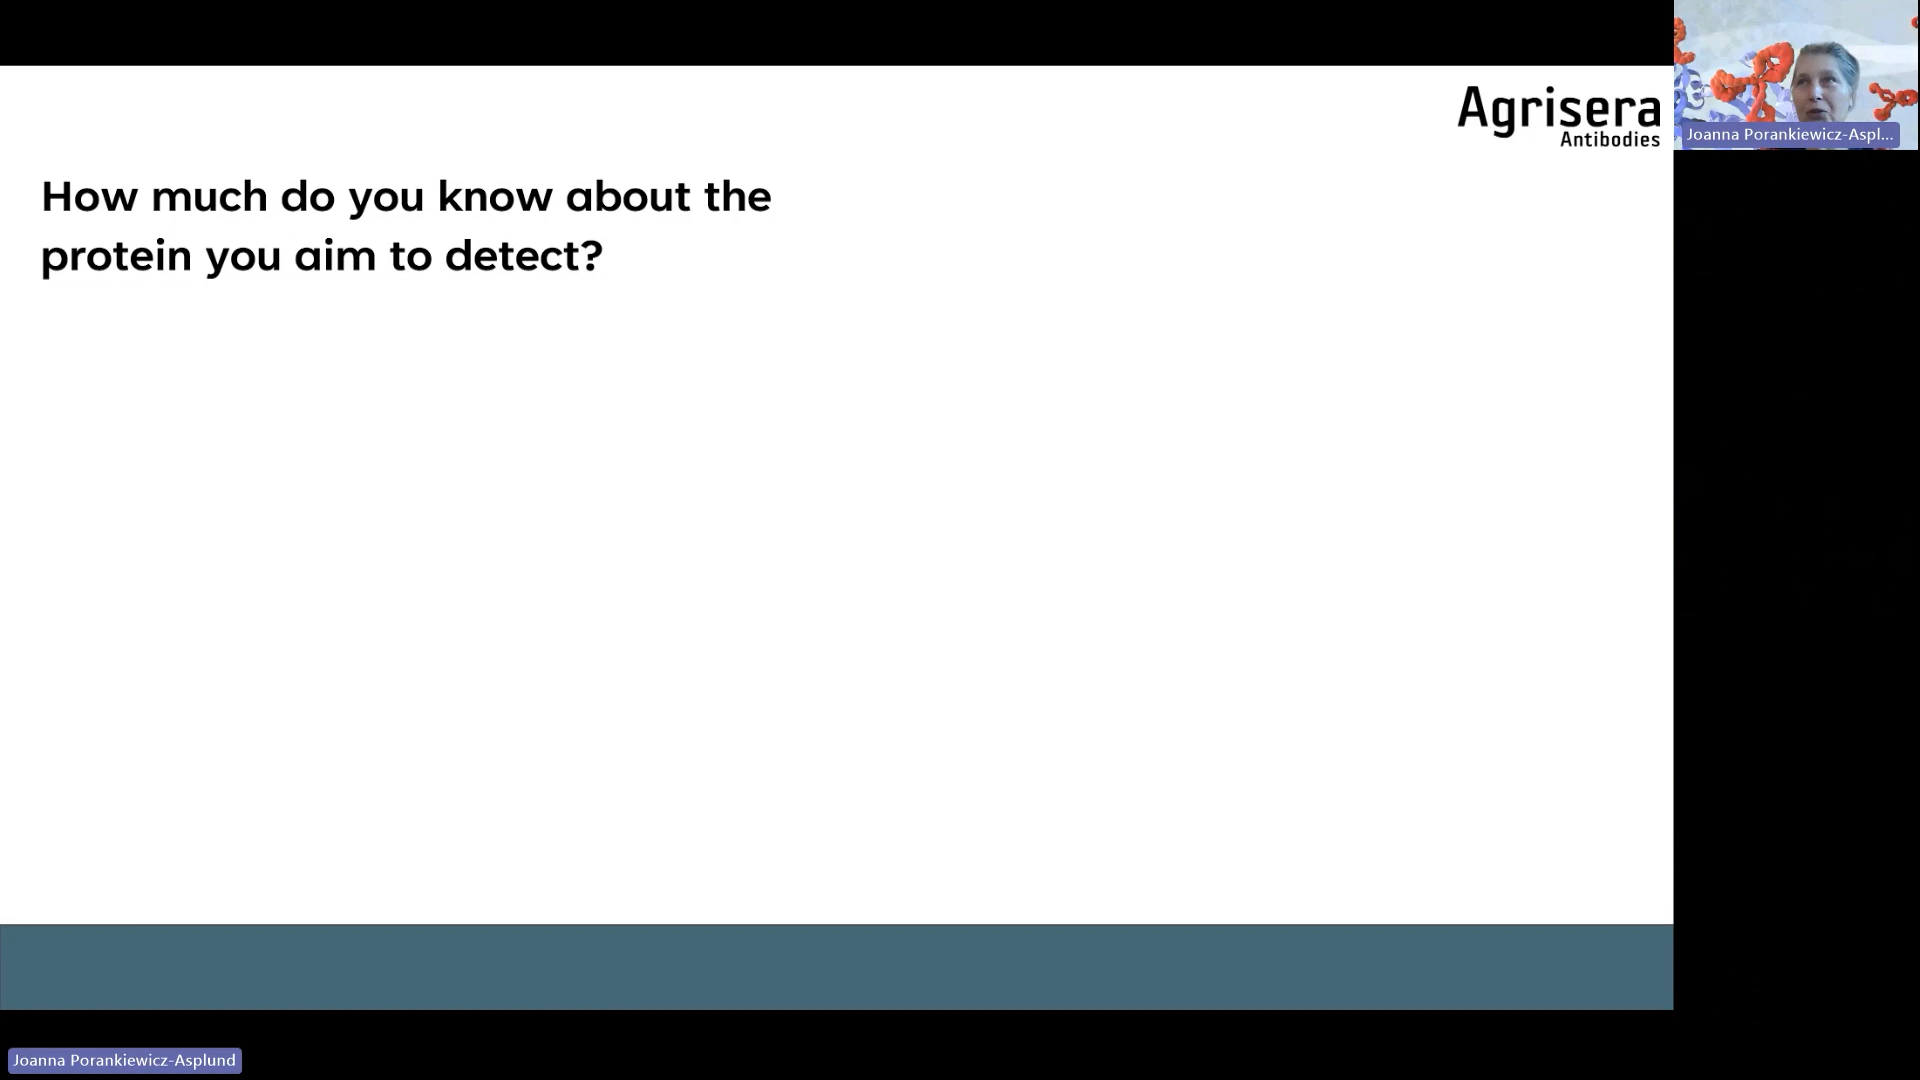 Agrisera
Antibodies
Joanna Porankiewicz-Aspl...
How much do you know about the
protein you aim to detect?
Joanna Porankiewicz-Asplund